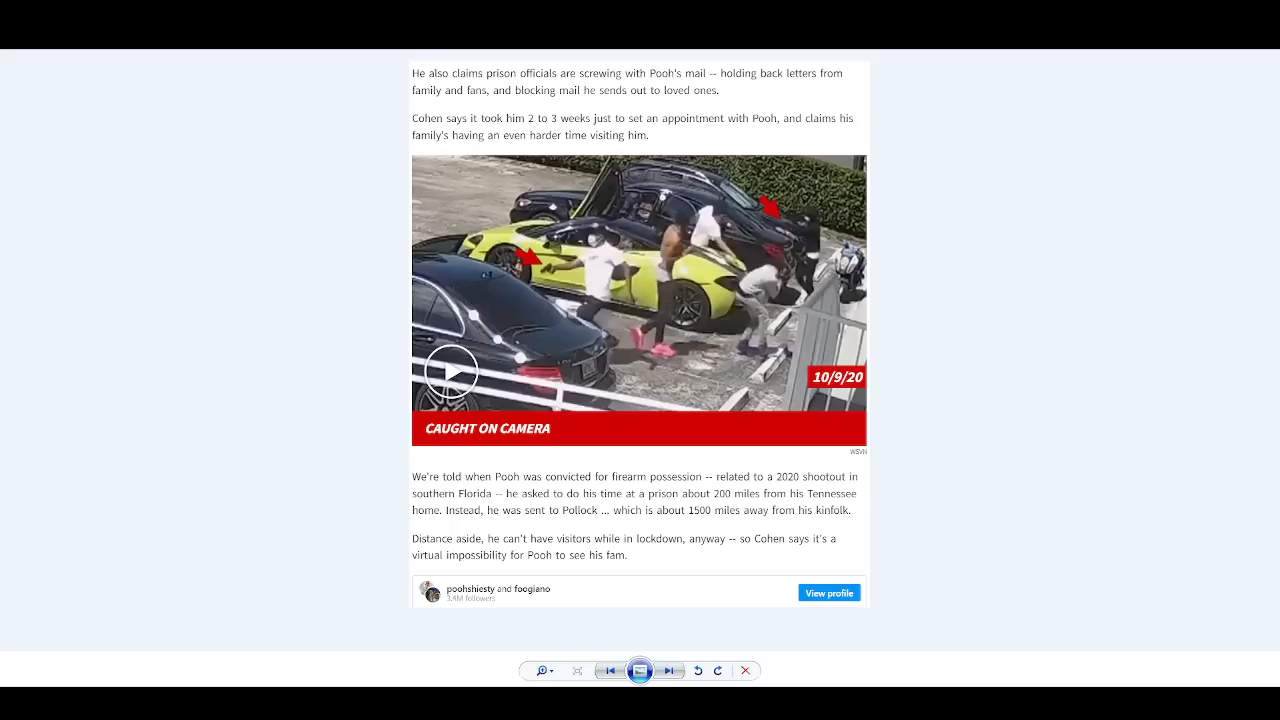 He also claims prison officials are screwing with Pooh's mail -- holding back letters from
family and fans, and blocking mail he sends out to loved ones.
Cohen says it took him 2 to 3 weeks just to set an appointment with Pooh, and claims his
family's having an even harder time visiting him.
10/9/20
CAUGHT ON CAMERA
WSVN
We're told when Pooh was convicted for firearm possession -- related to a 2020 shootout in
southern Florida -- he asked to do his time at a prison about 200 miles from his Tennessee
home. Instead, he was sent to Pollock ... which is about 1500 miles away from his kinfolk.
Distance aside, he can't have visitors while in lockdown, anyway -- so Cohen says it's a
virtual impossibility for Pooh to see his fam.
poohshiesty and foogiano
3.4M followers
View profile